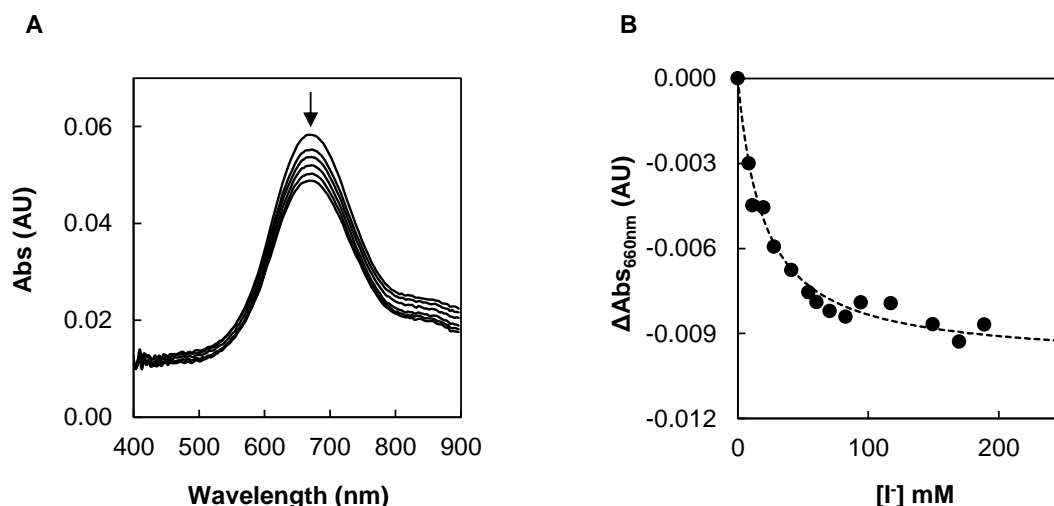 A
Abs (AU)
0.06
0.04
0.02
0.00
400 500 600 700 800 900
Wavelength (nm)
B
ΔAbs660nm (AU)
0.000
-0.003
-0.006
-0.009
-0.012
0 100 200
[I-] mM